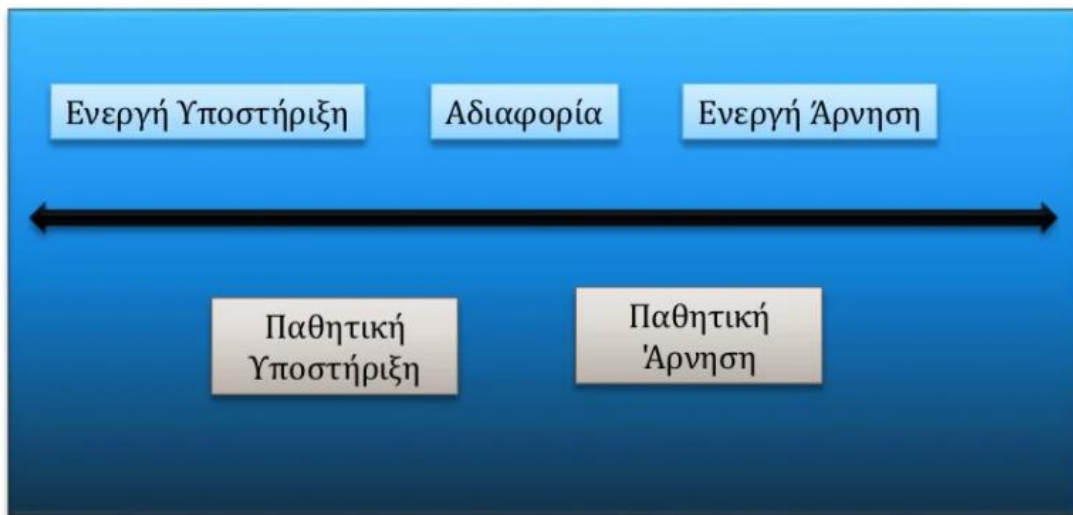 Ενεργή Υποστήριξη
Αδιαφορία
Ενεργή Άρνηση
Παθητική
Υποστήριξη
Παθητική
Άρνηση